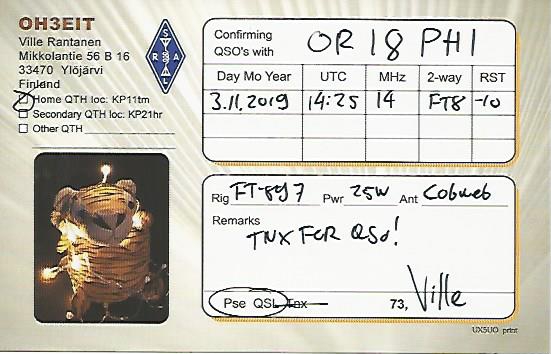 OH3EIT
Ville Rantanen
Mikkolantie 56 B 16
33470 Ylöjärvi
Finland
Home QTH loc: KP11tm
Secondary QTH loc: KP21hr
Other QTH
SRAL
Confirming QSO's with OR18PHI
Day Mo Year UTC MHz 2-way RST
3.11.2019 14:25 14 FT8 -10
Rig FT-897 Pwr 25W Ant Cobweb
Remarks
TNX FOR QSO!
Pse QSL Tnx 73, Ville
UX5UO print